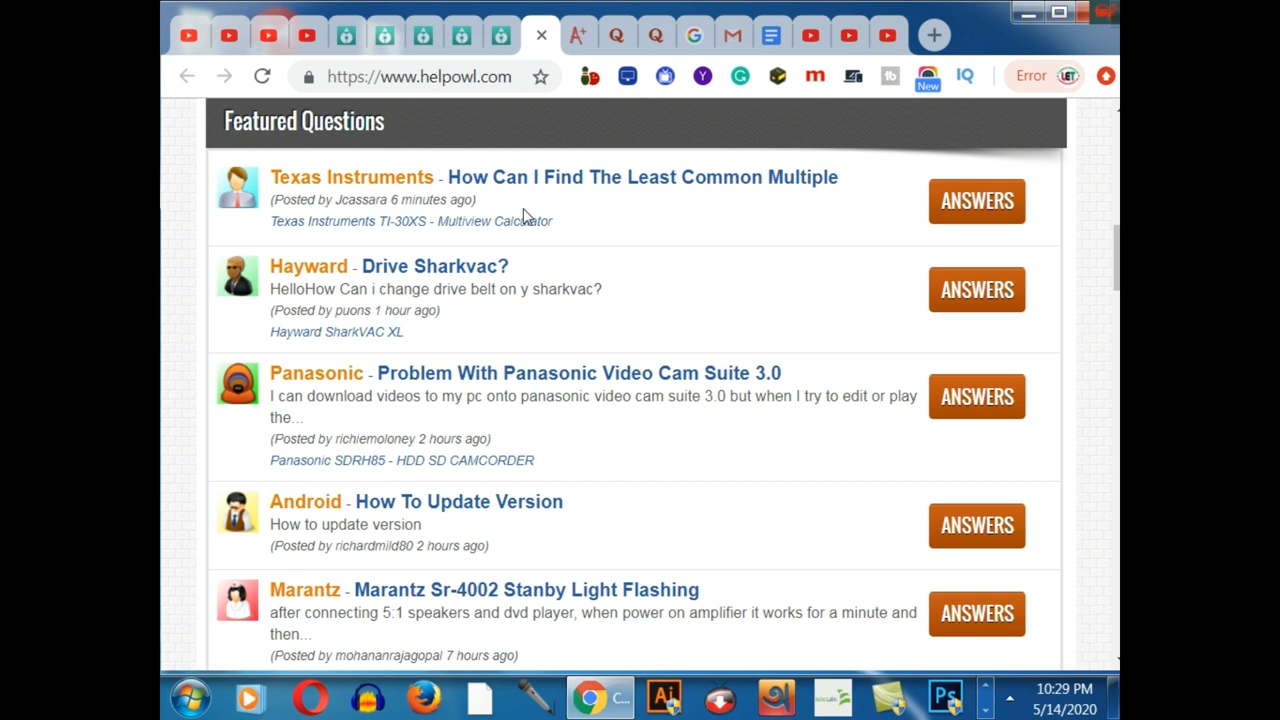 https://www.helpowl.com
New
Error
Featured Questions
Texas Instruments - How Can I Find The Least Common Multiple
(Posted by Jcassara 6 minutes ago)
Texas Instruments TI-30XS - Multiview Calculator
ANSWERS
Hayward - Drive Sharkvac?
HelloHow Can i change drive belt on y sharkvac?
(Posted by puons 1 hour ago)
Hayward SharkVAC XL
ANSWERS
Panasonic - Problem With Panasonic Video Cam Suite 3.0
I can download videos to my pc onto panasonic video cam suite 3.0 but when I try to edit or play
the...
(Posted by richiemoloney 2 hours ago)
Panasonic SDRH85 - HDD SD CAMCORDER
ANSWERS
Android - How To Update Version
How to update version
(Posted by richardmild80 2 hours ago)
ANSWERS
Marantz - Marantz Sr-4002 Stanby Light Flashing
after connecting 5:1 speakers and dvd player, when power on amplifier it works for a minute and
then...
(Posted by mohananrajagopal 7 hours ago)
ANSWERS
C...
10:29 PM
5/14/2020